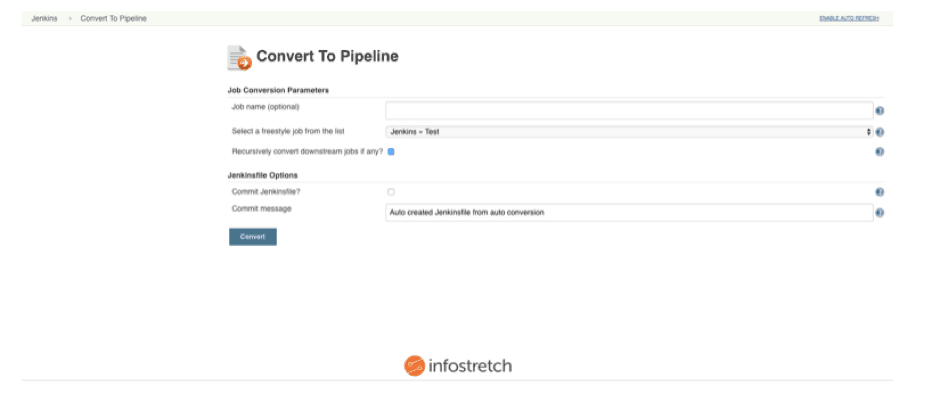 Jenkins › Convert To Pipeline ENABLE AUTO REFRESH
Convert To Pipeline
Job Conversion Parameters
Job name (optional)
Select a freestyle job from the list Jenkins – Test
Recursively convert downstream jobs if any?
Jenkinsfile Options
Commit Jenkinsfile?
Commit message Auto created Jenkinsfile from auto conversion
Convert
infostretch